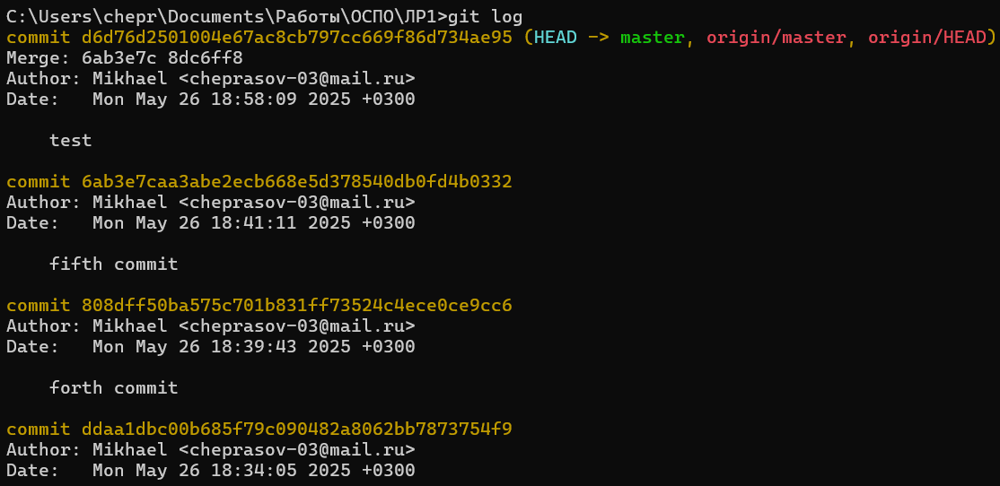 C:\Users\chepr\Documents\Работы\ОСПО\ЛР1>git log
commit d6d76d2501004e67ac8cb797cc669f86d734ae95 (HEAD -> master, origin/master, origin/HEAD)
Merge: 6ab3e7c 8dc6ff8
Author: Mikhael <cheprasov-03@mail.ru>
Date:   Mon May 26 18:58:09 2025 +0300
    test
commit 6ab3e7caa3abe2ecb668e5d378540db0fd4b0332
Author: Mikhael <cheprasov-03@mail.ru>
Date:   Mon May 26 18:41:11 2025 +0300
    fifth commit
commit 808dff50ba575c701b831ff73524c4ece0ce9cc6
Author: Mikhael <cheprasov-03@mail.ru>
Date:   Mon May 26 18:39:43 2025 +0300
    forth commit
commit ddaa1dbc00b685f79c090482a8062bb7873754f9
Author: Mikhael <cheprasov-03@mail.ru>
Date:   Mon May 26 18:34:05 2025 +0300